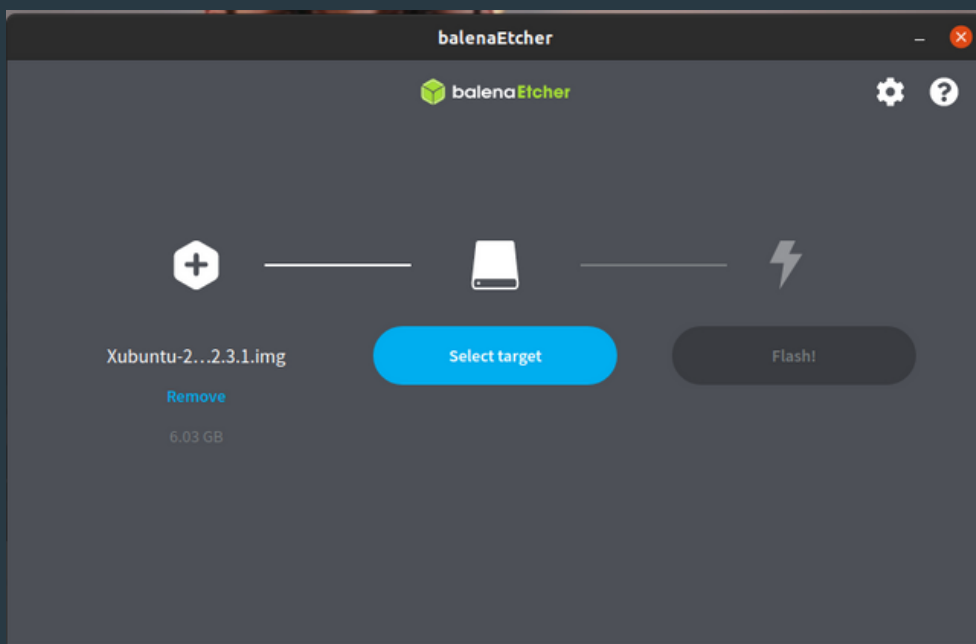 balenaEtcher
balenaEtcher
Xubuntu-2...2.3.1.img
Select target
Flash!
Remove
6.03 GB